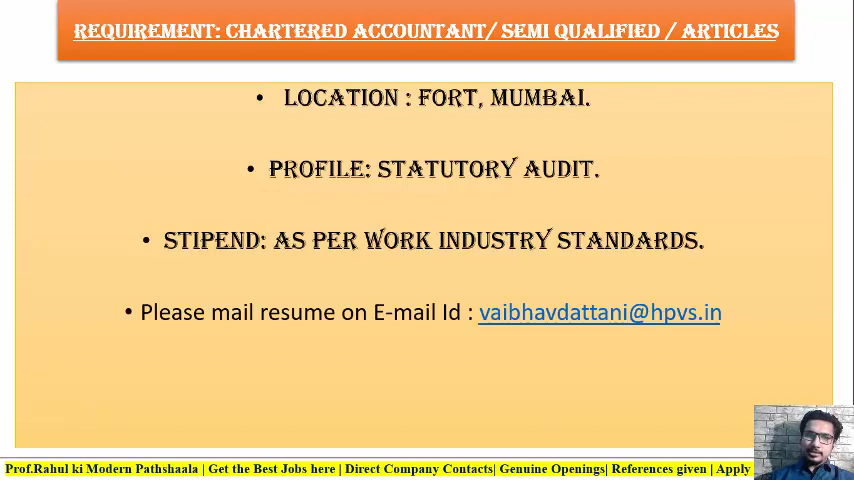 REQUIREMENT: CHARTERED ACCOUNTANT/ SEMI QUALIFIED / ARTICLES
• LOCATION : FORT, MUMBAI.
• PROFILE: STATUTORY AUDIT.
• STIPEND: AS PER WORK INDUSTRY STANDARDS.
• Please mail resume on E-mail Id : vaibhavdattani@hpvs.in
Prof.Rahul ki Modern Pathshaala | Get the Best Jobs here | Direct Company Contacts| Genuine Openings| References given | Apply